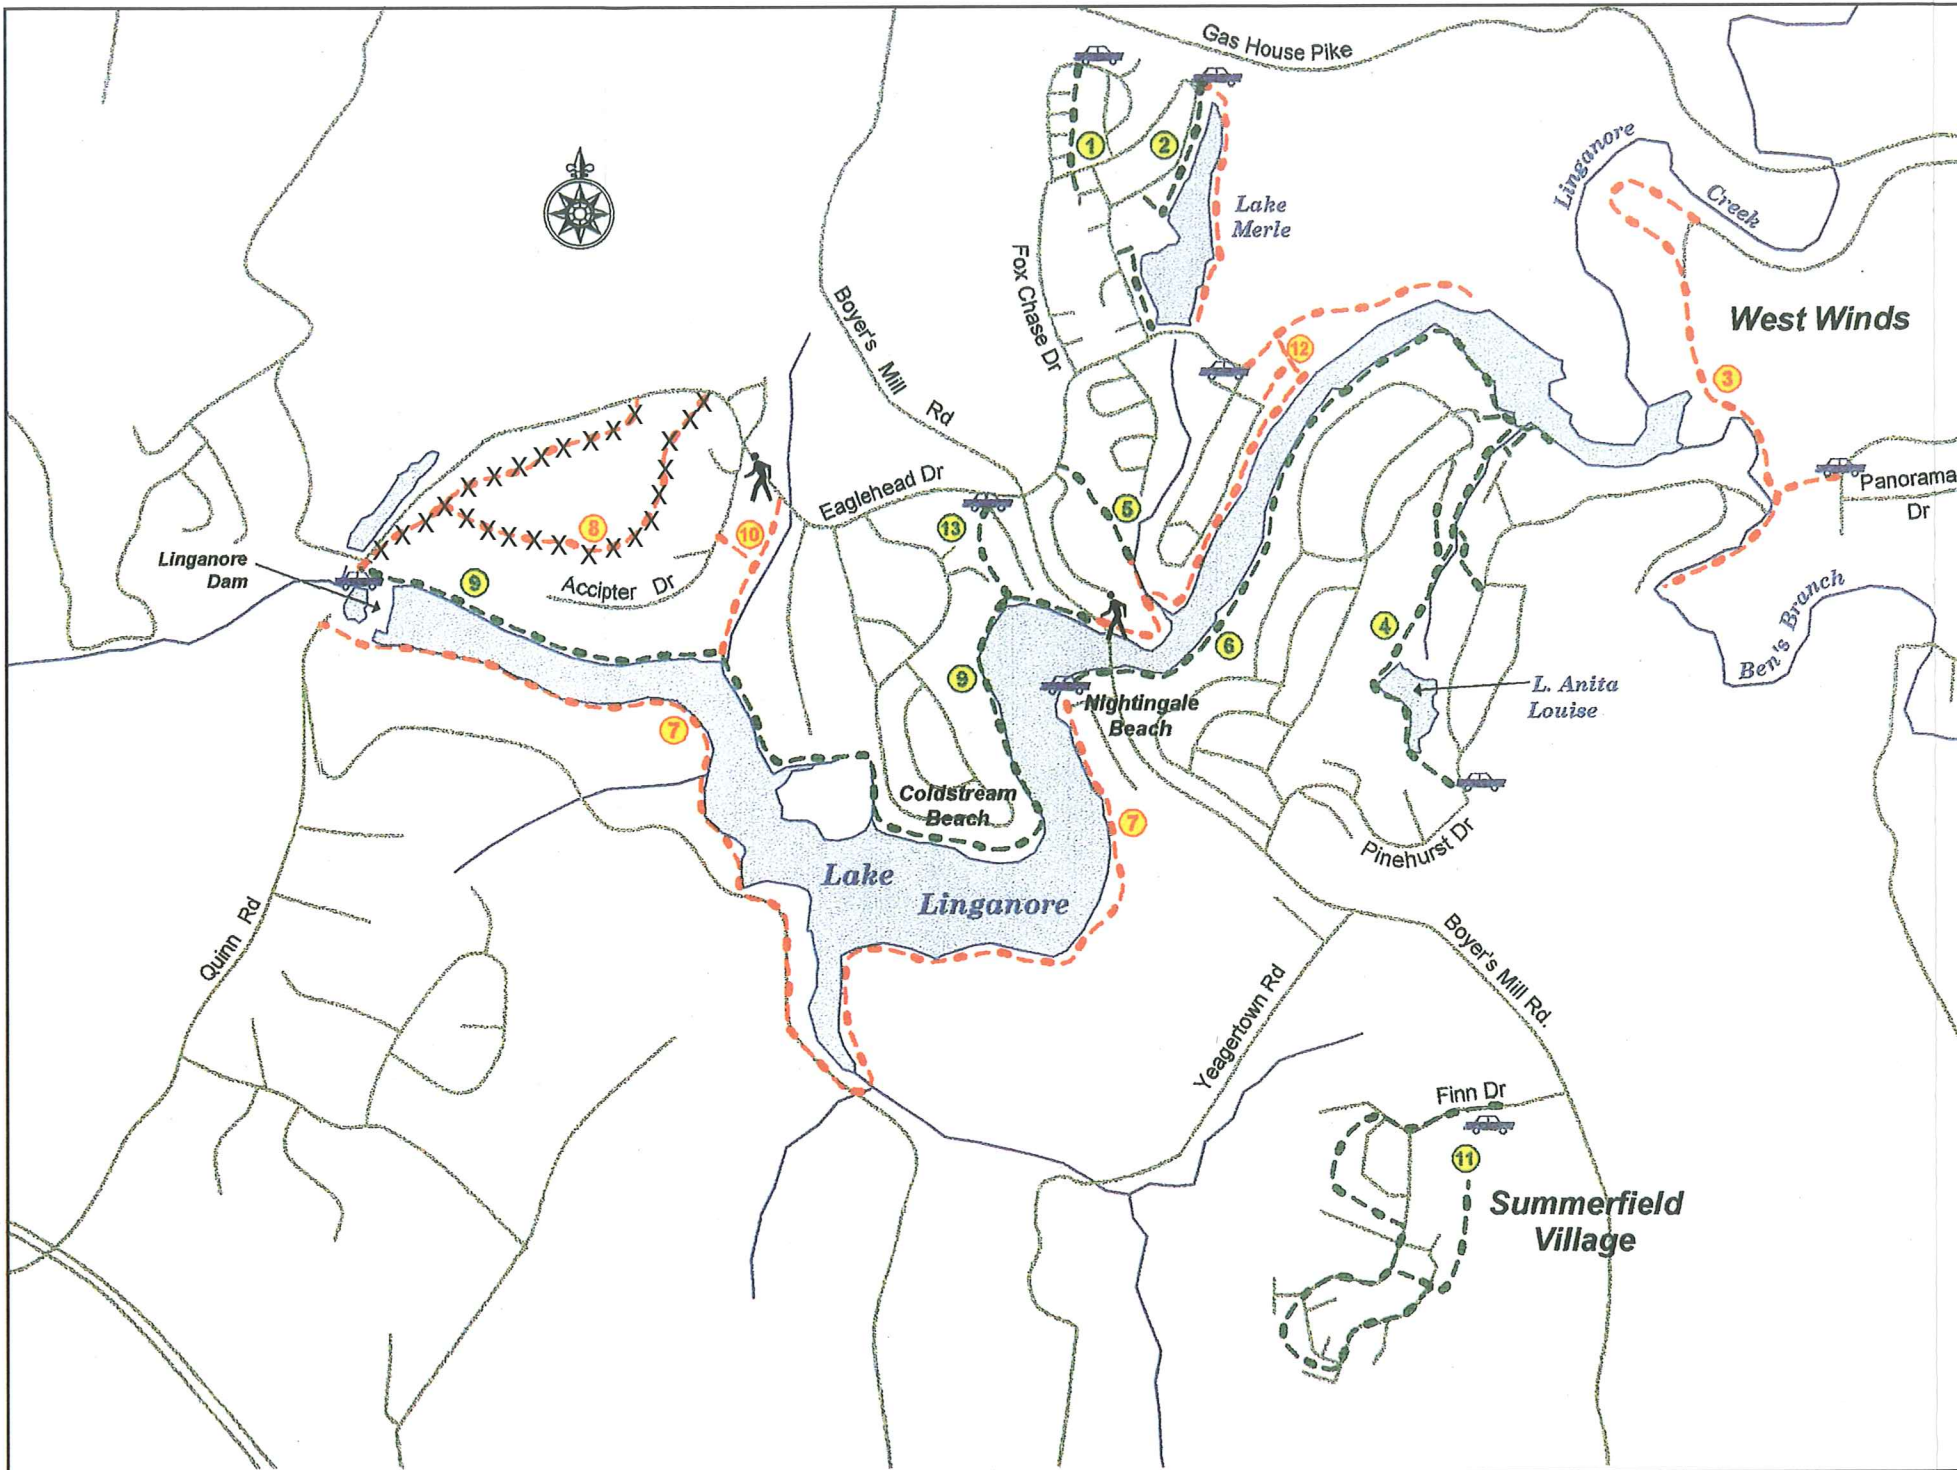 Gas House Pike
1
2
Linganore
Creek
Lake
Merle
Fox Chase Dr
Boyer's Mill Rd
West Winds
12
3
Eaglehead Dr
13
5
Panorama
Dr
8
10
Linganore
Dam
9
Accipter Dr
4
6
Ben's Branch
9
L. Anita
Louise
Nightingale
Beach
7
Coldstream
Beach
7
Pinehurst Dr
Lake
Linganore
Quinn Rd
Boyer's Mill Rd.
Yeagertown Rd
Finn Dr
11
Summerfield
Village